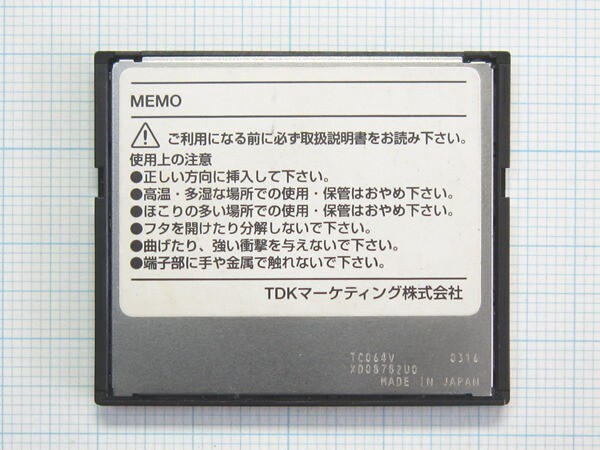 MEMO
ご利用になる前に必ず取扱説明書をお読み下さい。
使用上の注意
●正しい方向に挿入して下さい。
●高温・多湿な場所での使用・保管はおやめ下さい。
●ほこりの多い場所での使用・保管はおやめ下さい。
●フタを開けたり分解しないで下さい。
●曲げたり、強い衝撃を与えないで下さい。
●端子部に手や金属で触れないで下さい。
TDKマーケティング株式会社
TC064V 0316
XD08782U0
MADE IN JAPAN